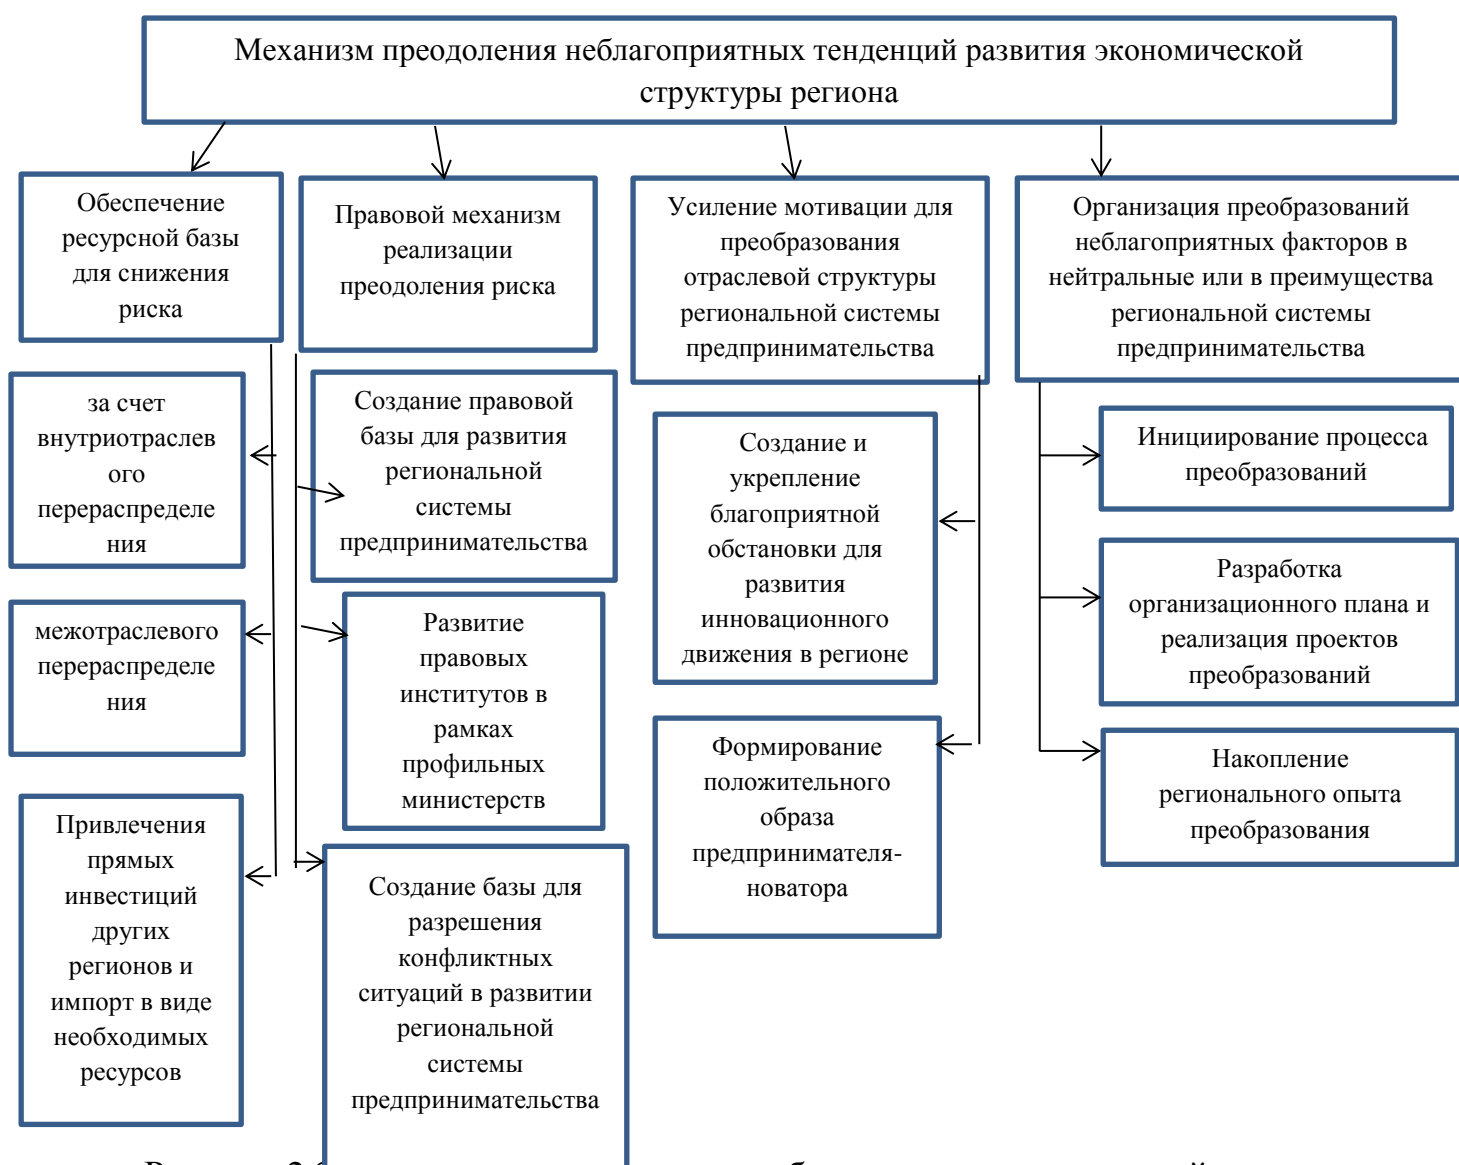 Механизм преодоления неблагоприятных тенденций развития экономической
структуры региона
Обеспечение
ресурсной базы
для снижения
риска
за счет
внутриотраслев
ого
перераспределе
ния
межотраслевого
перераспределе
ния
Привлечения
прямых
инвестиций
других
регионов и
импорт в виде
необходимых
ресурсов
Правовой механизм
реализации
преодоления риска
Создание правовой
базы для развития
региональной
системы
предпринимательства
Развитие
правовых
институтов в
рамках
профильных
министерств
Создание базы для
разрешения
конфликтных
ситуаций в развитии
региональной
системы
предпринимательства
Усиление мотивации для
преобразования
отраслевой структуры
региональной системы
предпринимательства
Создание и
укрепление
благоприятной
обстановки для
развития
инновационного
движения в регионе
Формирование
положительного
образа
предпринимателя-
новатора
Организация преобразований
неблагоприятных факторов в
нейтральные или в преимущества
региональной системы
предпринимательства
Инициирование процесса
преобразований
Разработка
организационного плана и
реализация проектов
преобразований
Накопление
регионального опыта
преобразования